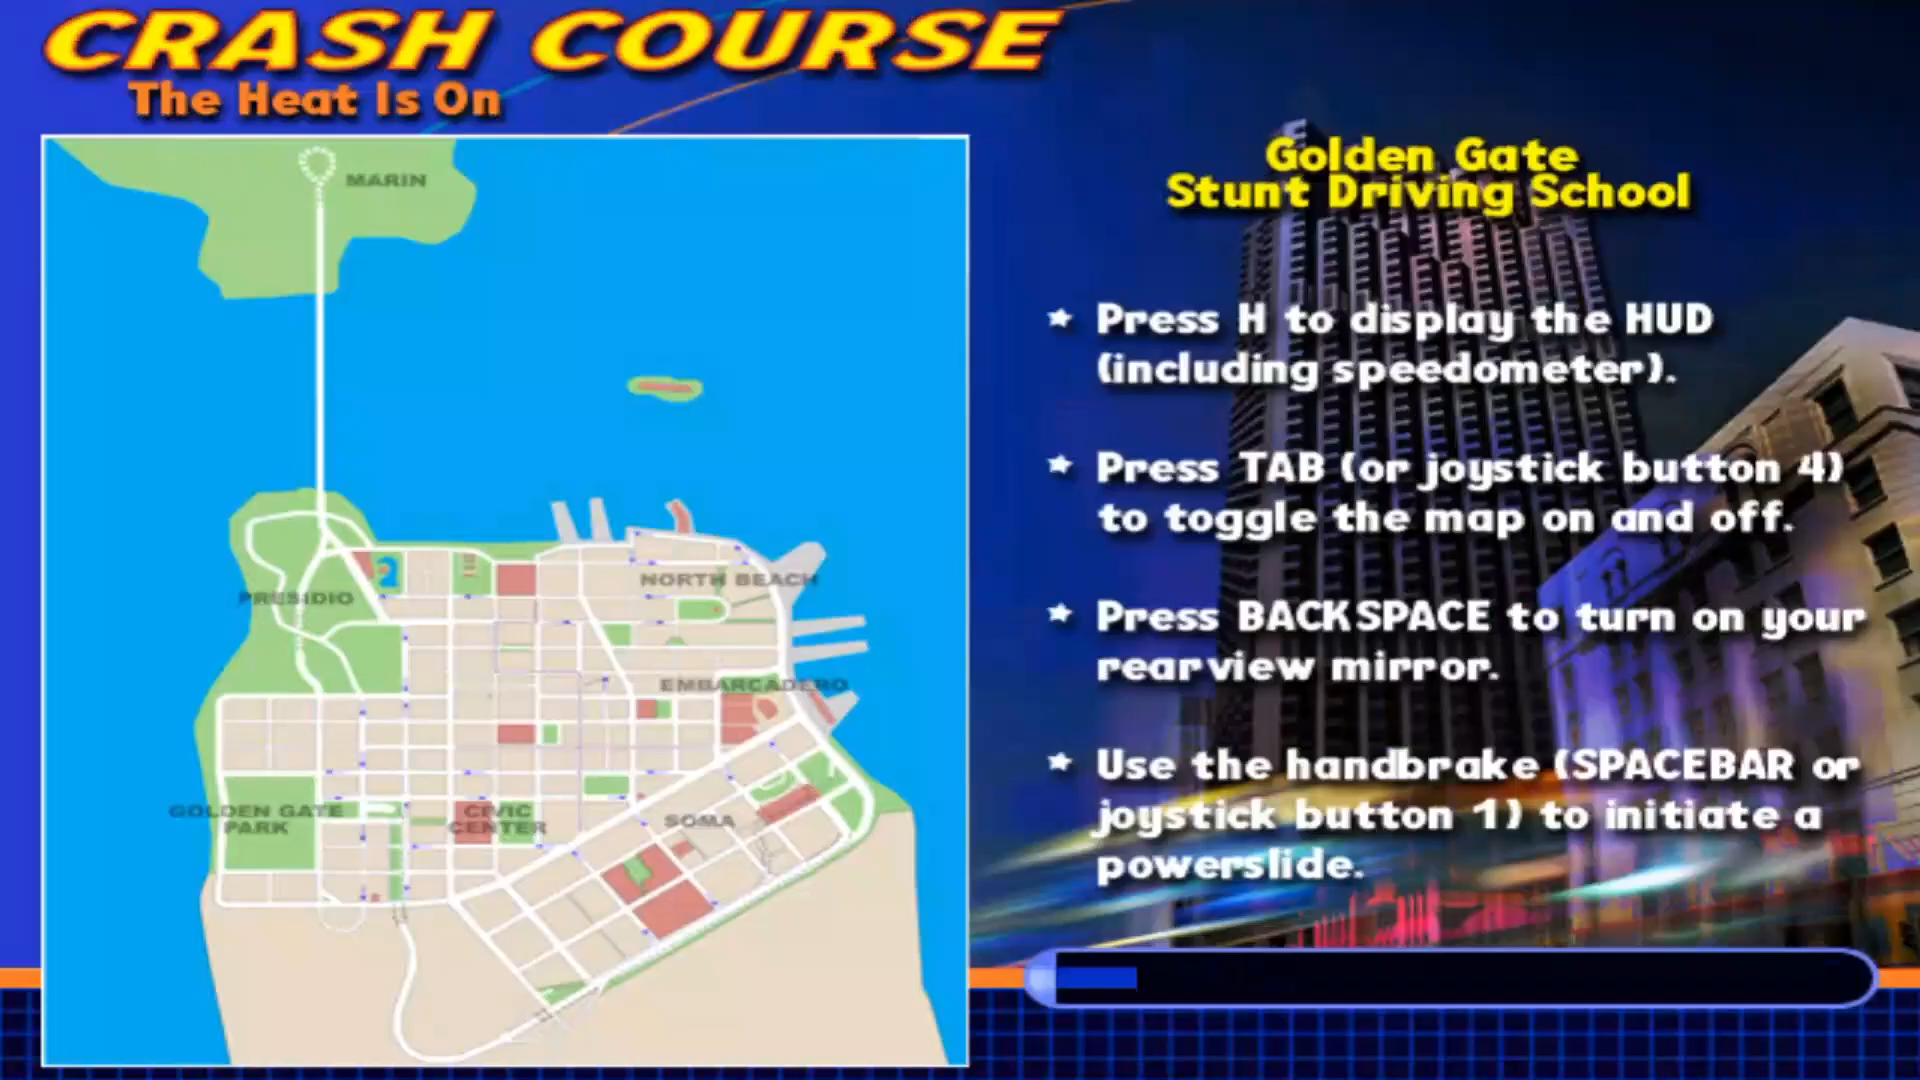 CRASH COURSE
The Heat Is On
MARIN
PRESIDIO
NORTH BEACH
EMBARCADERO
GOLDEN GATE
PARK
CIVIC
CENTER
SOMA
Golden Gate
Stunt Driving School
★ Press H to display the HUD
(including speedometer).
★ Press TAB (or joystick button 4)
to toggle the map on and off.
★ Press BACKSPACE to turn on your
rearview mirror.
★ Use the handbrake (SPACEBAR or
joystick button 1) to initiate a
powerslide.